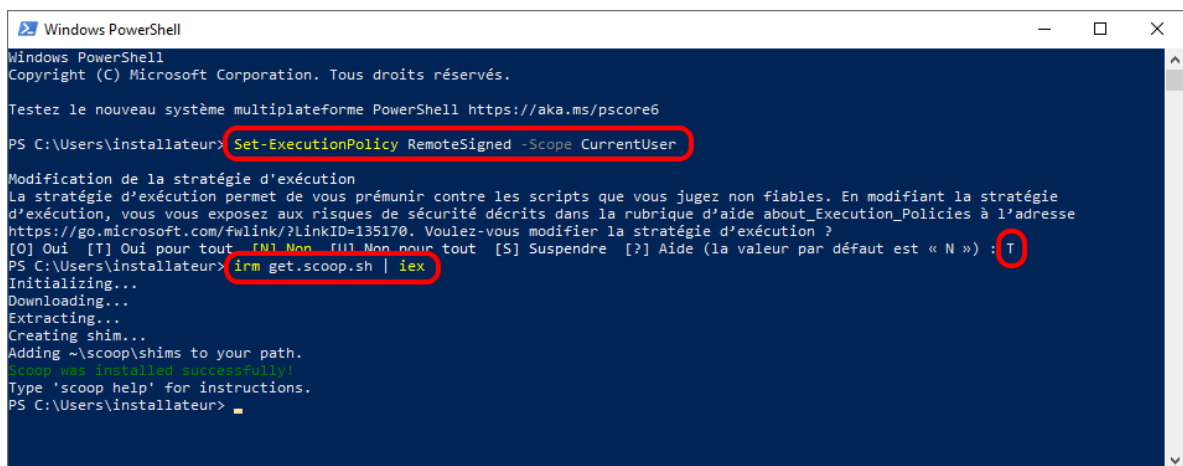 Windows PowerShell
Windows PowerShell
Copyright (C) Microsoft Corporation. Tous droits réservés.
Testez le nouveau système multiplateforme PowerShell https://aka.ms/pscore6
PS C:\Users\installateur> Set-ExecutionPolicy RemoteSigned -Scope CurrentUser
Modification de la stratégie d'exécution
La stratégie d’exécution permet de vous prémunir contre les scripts que vous jugez non fiables. En modifiant la stratégie
d’exécution, vous vous exposez aux risques de sécurité décrits dans la rubrique d’aide about_Execution_Policies à l’adresse
https://go.microsoft.com/fwlink/?LinkID=135170. Voulez-vous modifier la stratégie d’exécution ?
[O] Oui  [T] Oui pour tout  [N] Non  [U] Non pour tout  [S] Suspendre  [?] Aide (la valeur par défaut est « N ») : T
PS C:\Users\installateur> irm get.scoop.sh | iex
Initializing...
Downloading...
Extracting...
Creating shim...
Adding ~\scoop\shims to your path.
Scoop was installed successfully!
Type 'scoop help' for instructions.
PS C:\Users\installateur>